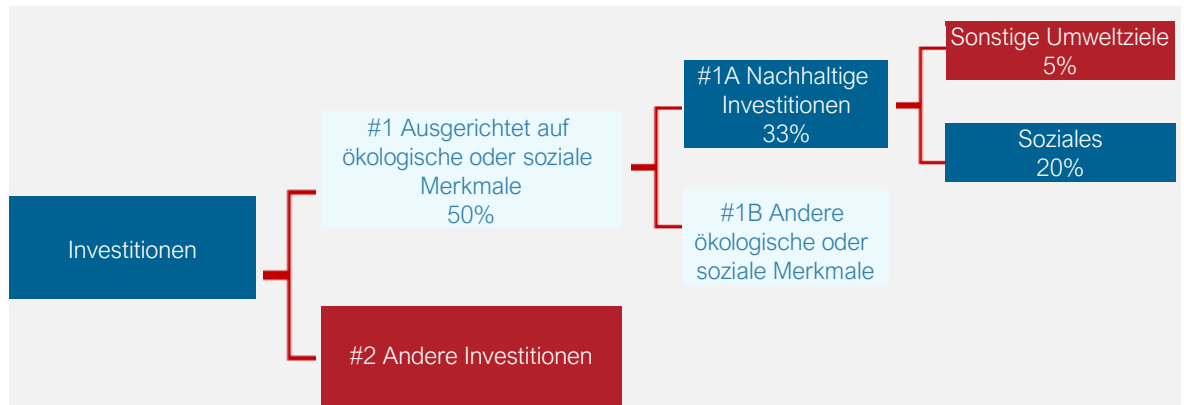 Investitionen
#1 Ausgerichtet auf
ökologische oder soziale
Merkmale
50%
#2 Andere Investitionen
#1A Nachhaltige
Investitionen
33%
#1B Andere
ökologische oder
soziale Merkmale
Sonstige Umweltziele
5%
Soziales
20%